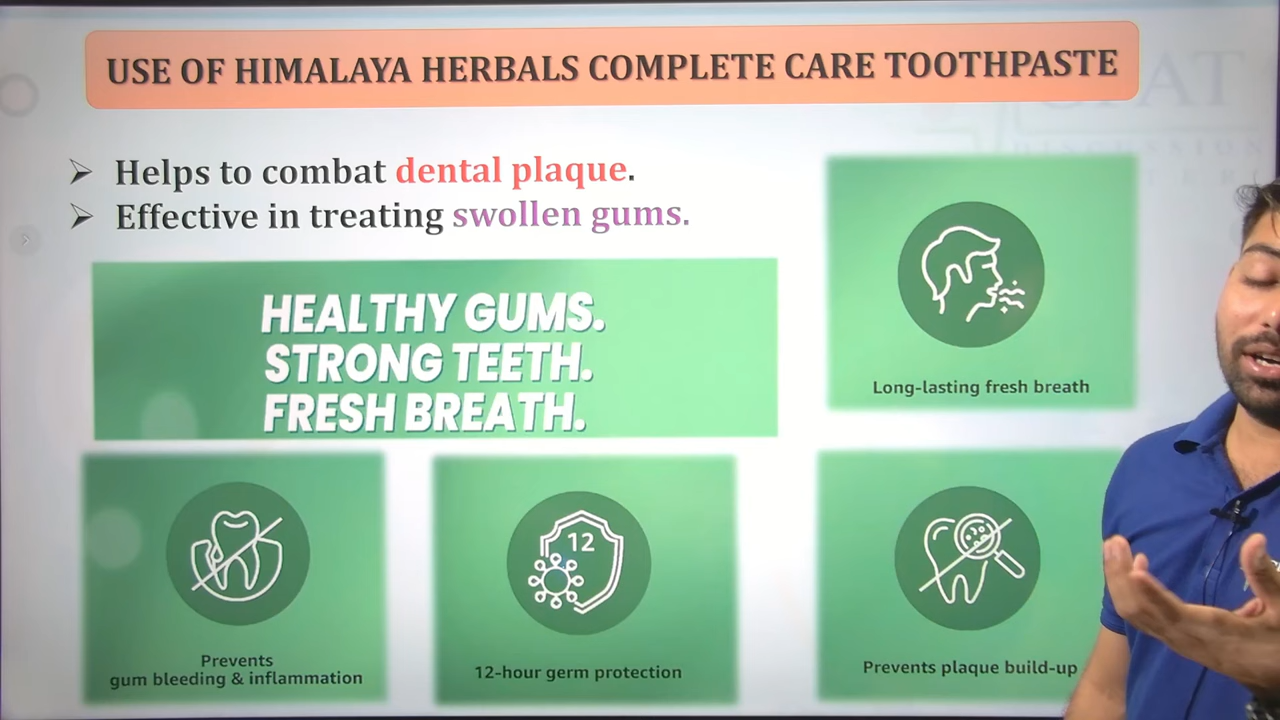 USE OF HIMALAYA HERBALS COMPLETE CARE TOOTHPASTE
➢ Helps to combat dental plaque.
➢ Effective in treating swollen gums.
HEALTHY GUMS.
STRONG TEETH.
FRESH BREATH.
Long-lasting fresh breath
Prevents
gum bleeding & inflammation
12
12-hour germ protection
Prevents plaque build-up